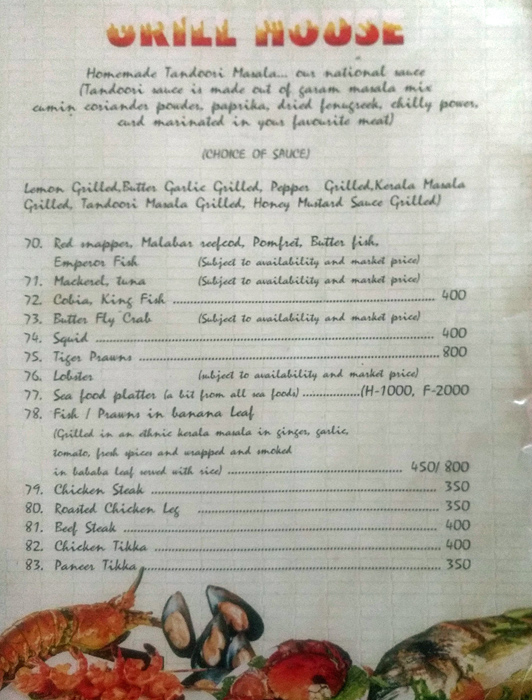 GRILL HOUSE
Homemade Tandoori Masala... our national sauce
(Tandoori sauce is made out of garam masala mix
cumin coriander powder, paprika, dried fenugreek, chilly power,
curd marinated in your favourite meat)
(CHOICE OF SAUCE)
Lemon Grilled,Butter Garlic Grilled, Pepper Grilled,Kerala Masala
Grilled, Tandoori Masala Grilled, Honey Mustard Sauce Grilled)
70. Red snapper, Malabar reefcod, Pomfret, Butter fish,
Emperor Fish (Subject to availability and market price)
71. Mackerel, tuna (Subject to availability and market price)
72. Cobia, King Fish ........ 400
73. Butter Fly Crab (Subject to availability and market price)
74. Squid ........ 400
75. Tiger Prawns ........ 800
76. Lobster (subject to availability and market price)
77. Sea food platter (a bit from all sea foods) ........(H-1000, F-2000
78. Fish / Prawns in banana Leaf
(Grilled in an ethnic kerala masala in ginger, garlic,
tomato, fresh spices and wrapped and smoked
in bababa leaf served with rice) ........ 450/ 800
79. Chicken Steak ........ 350
80. Roasted Chicken Leg ........ 350
81. Beef Steak ........ 400
82. Chicken Tikka ........ 400
83. Paneer Tikka ........ 350